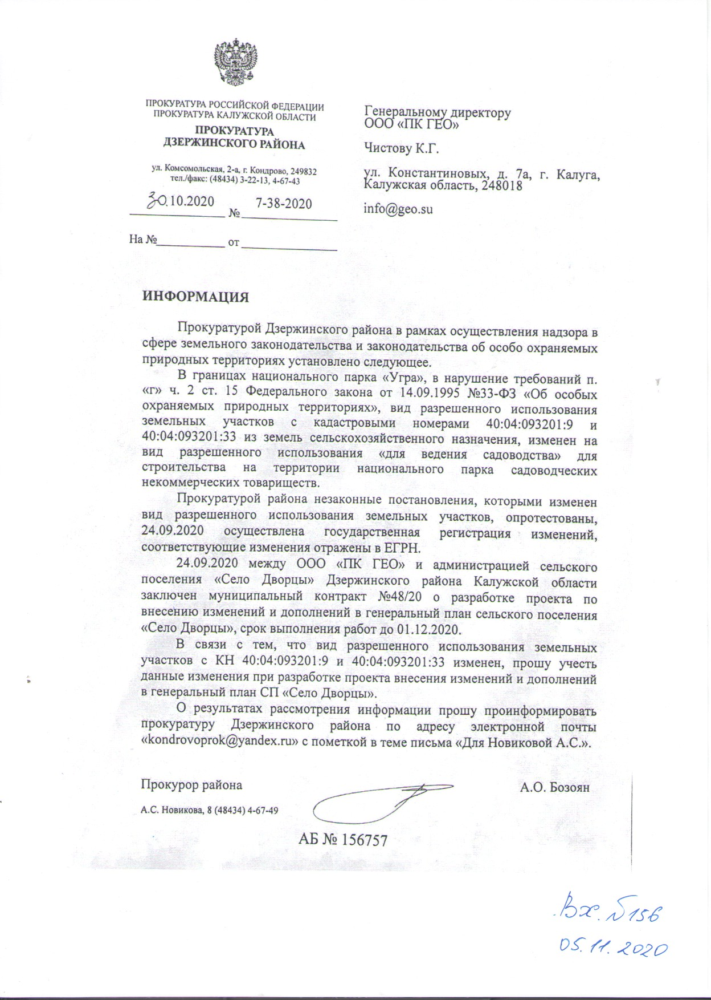 ПРОКУРАТУРА РОССИЙСКОЙ ФЕДЕРАЦИИ
ПРОКУРАТУРА КАЛУЖСКОЙ ОБЛАСТИ
ПРОКУРАТУРА
ДЗЕРЖИНСКОГО РАЙОНА
ул. Комсомольская, 2-а, г. Кондрово, 249832
тел./факс: (48434) 3-22-13, 4-67-43
30.10.2020 № 7-38-2020
На № от
Генеральному директору
ООО «ПК ГЕО»
Чистову К.Г.
ул. Константиновых, д. 7а, г. Калуга,
Калужская область, 248018
info@geo.su
ИНФОРМАЦИЯ
Прокуратурой Дзержинского района в рамках осуществления надзора в
сфере земельного законодательства и законодательства об особо охраняемых
природных территориях установлено следующее.
В границах национального парка «Угра», в нарушение требований п.
«г» ч. 2 ст. 15 Федерального закона от 14.09.1995 №33-ФЗ «Об особых
охраняемых природных территориях», вид разрешенного использования
земельных участков с кадастровыми номерами 40:04:093201:9 и
40:04:093201:33 из земель сельскохозяйственного назначения, изменен на
вид разрешенного использования «для ведения садоводства» для
строительства на территории национального парка садоводческих
некоммерческих товариществ.
Прокуратурой района незаконные постановления, которыми изменен
вид разрешенного использования земельных участков, опротестованы,
24.09.2020 осуществлена государственная регистрация изменений,
соответствующие изменения отражены в ЕГРН.
24.09.2020 между ООО «ПК ГЕО» и администрацией сельского
поселения «Село Дворцы» Дзержинского района Калужской области
заключен муниципальный контракт №48/20 о разработке проекта по
внесению изменений и дополнений в генеральный план сельского поселения
«Село Дворцы», срок выполнения работ до 01.12.2020.
В связи с тем, что вид разрешенного использования земельных
участков с КН 40:04:093201:9 и 40:04:093201:33 изменен, прошу учесть
данные изменения при разработке проекта внесения изменений и дополнений
в генеральный план СП «Село Дворцы».
О результатах рассмотрения информации прошу проинформировать
прокуратуру Дзержинского района по адресу электронной почты
«kondrovoprok@yandex.ru» с пометкой в теме письма «Для Новиковой А.С.».
Прокурор района А.О. Бозоян
А.С. Новикова, 8 (48434) 4-67-49
АБ № 156757
Вх. №156
05.11.2020